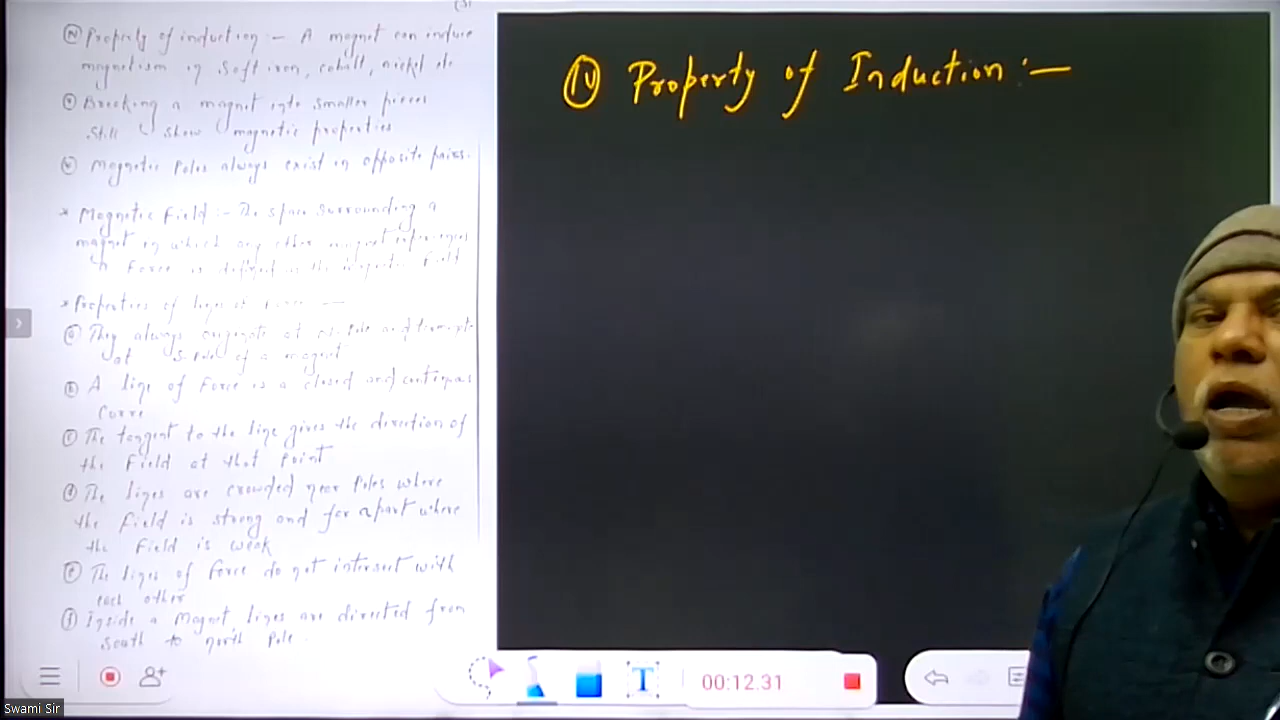 (3)
(iv) Property of induction :- A magnet can induce
magnetism in soft iron, cobalt, nickel etc
(v) Breaking a magnet into smaller pieces
still show magnetic properties
(vi) Magnetic Poles always exist in opposite pairs.
* Magnetic Field :- The space surrounding a
magnet in which any other magnet experiences
Force is defined as the magnetic field
* Properties of lines of force :-
(a) They always originate at Pole and terminate
at S-Pole of a magnet
(b) A line of Force is a closed and continuous
Curve
(c) The tangent to the line gives the direction of
the Field at that point
(d) The lines are crowded near Poles where
the field is strong and far apart where
the field is weak
(e) The lines of force do not intersect with
each other
(f) Inside a Magnet lines are directed from
South to north Pole.
(IV) Property of Induction :-
T
00:12.31
Swami Sir